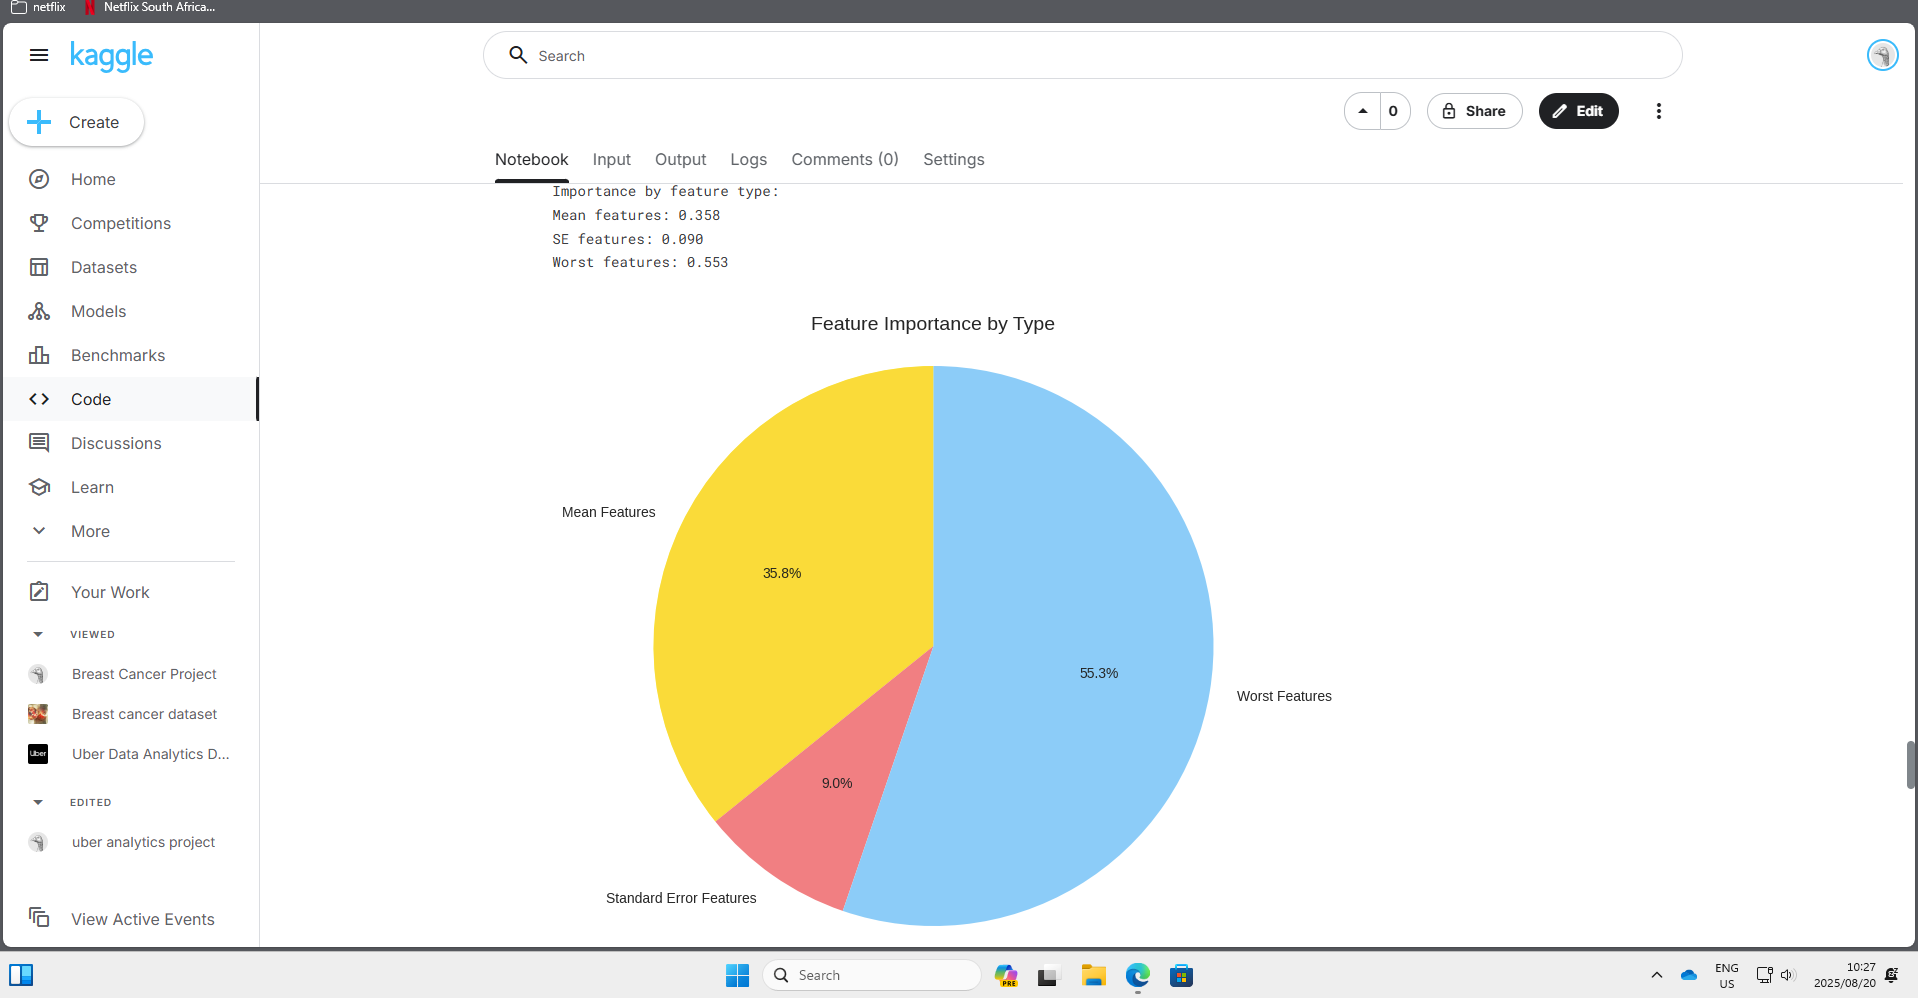 netflix
Netflix South Africa...
kaggle
Search
Create
0
Share
Edit
Notebook
Input
Output
Logs
Comments (0)
Settings
Home
Competitions
Datasets
Models
Benchmarks
Code
Discussions
Learn
More
Your Work
VIEWED
Breast Cancer Project
Breast cancer dataset
Uber
Uber Data Analytics D...
EDITED
uber analytics project
View Active Events
Importance by feature type:
Mean features: 0.358
SE features: 0.090
Worst features: 0.553
Feature Importance by Type
Mean Features
35.8%
55.3%
Worst Features
9.0%
Standard Error Features
Search
PRE
ENG
US
10:27
2025/08/20